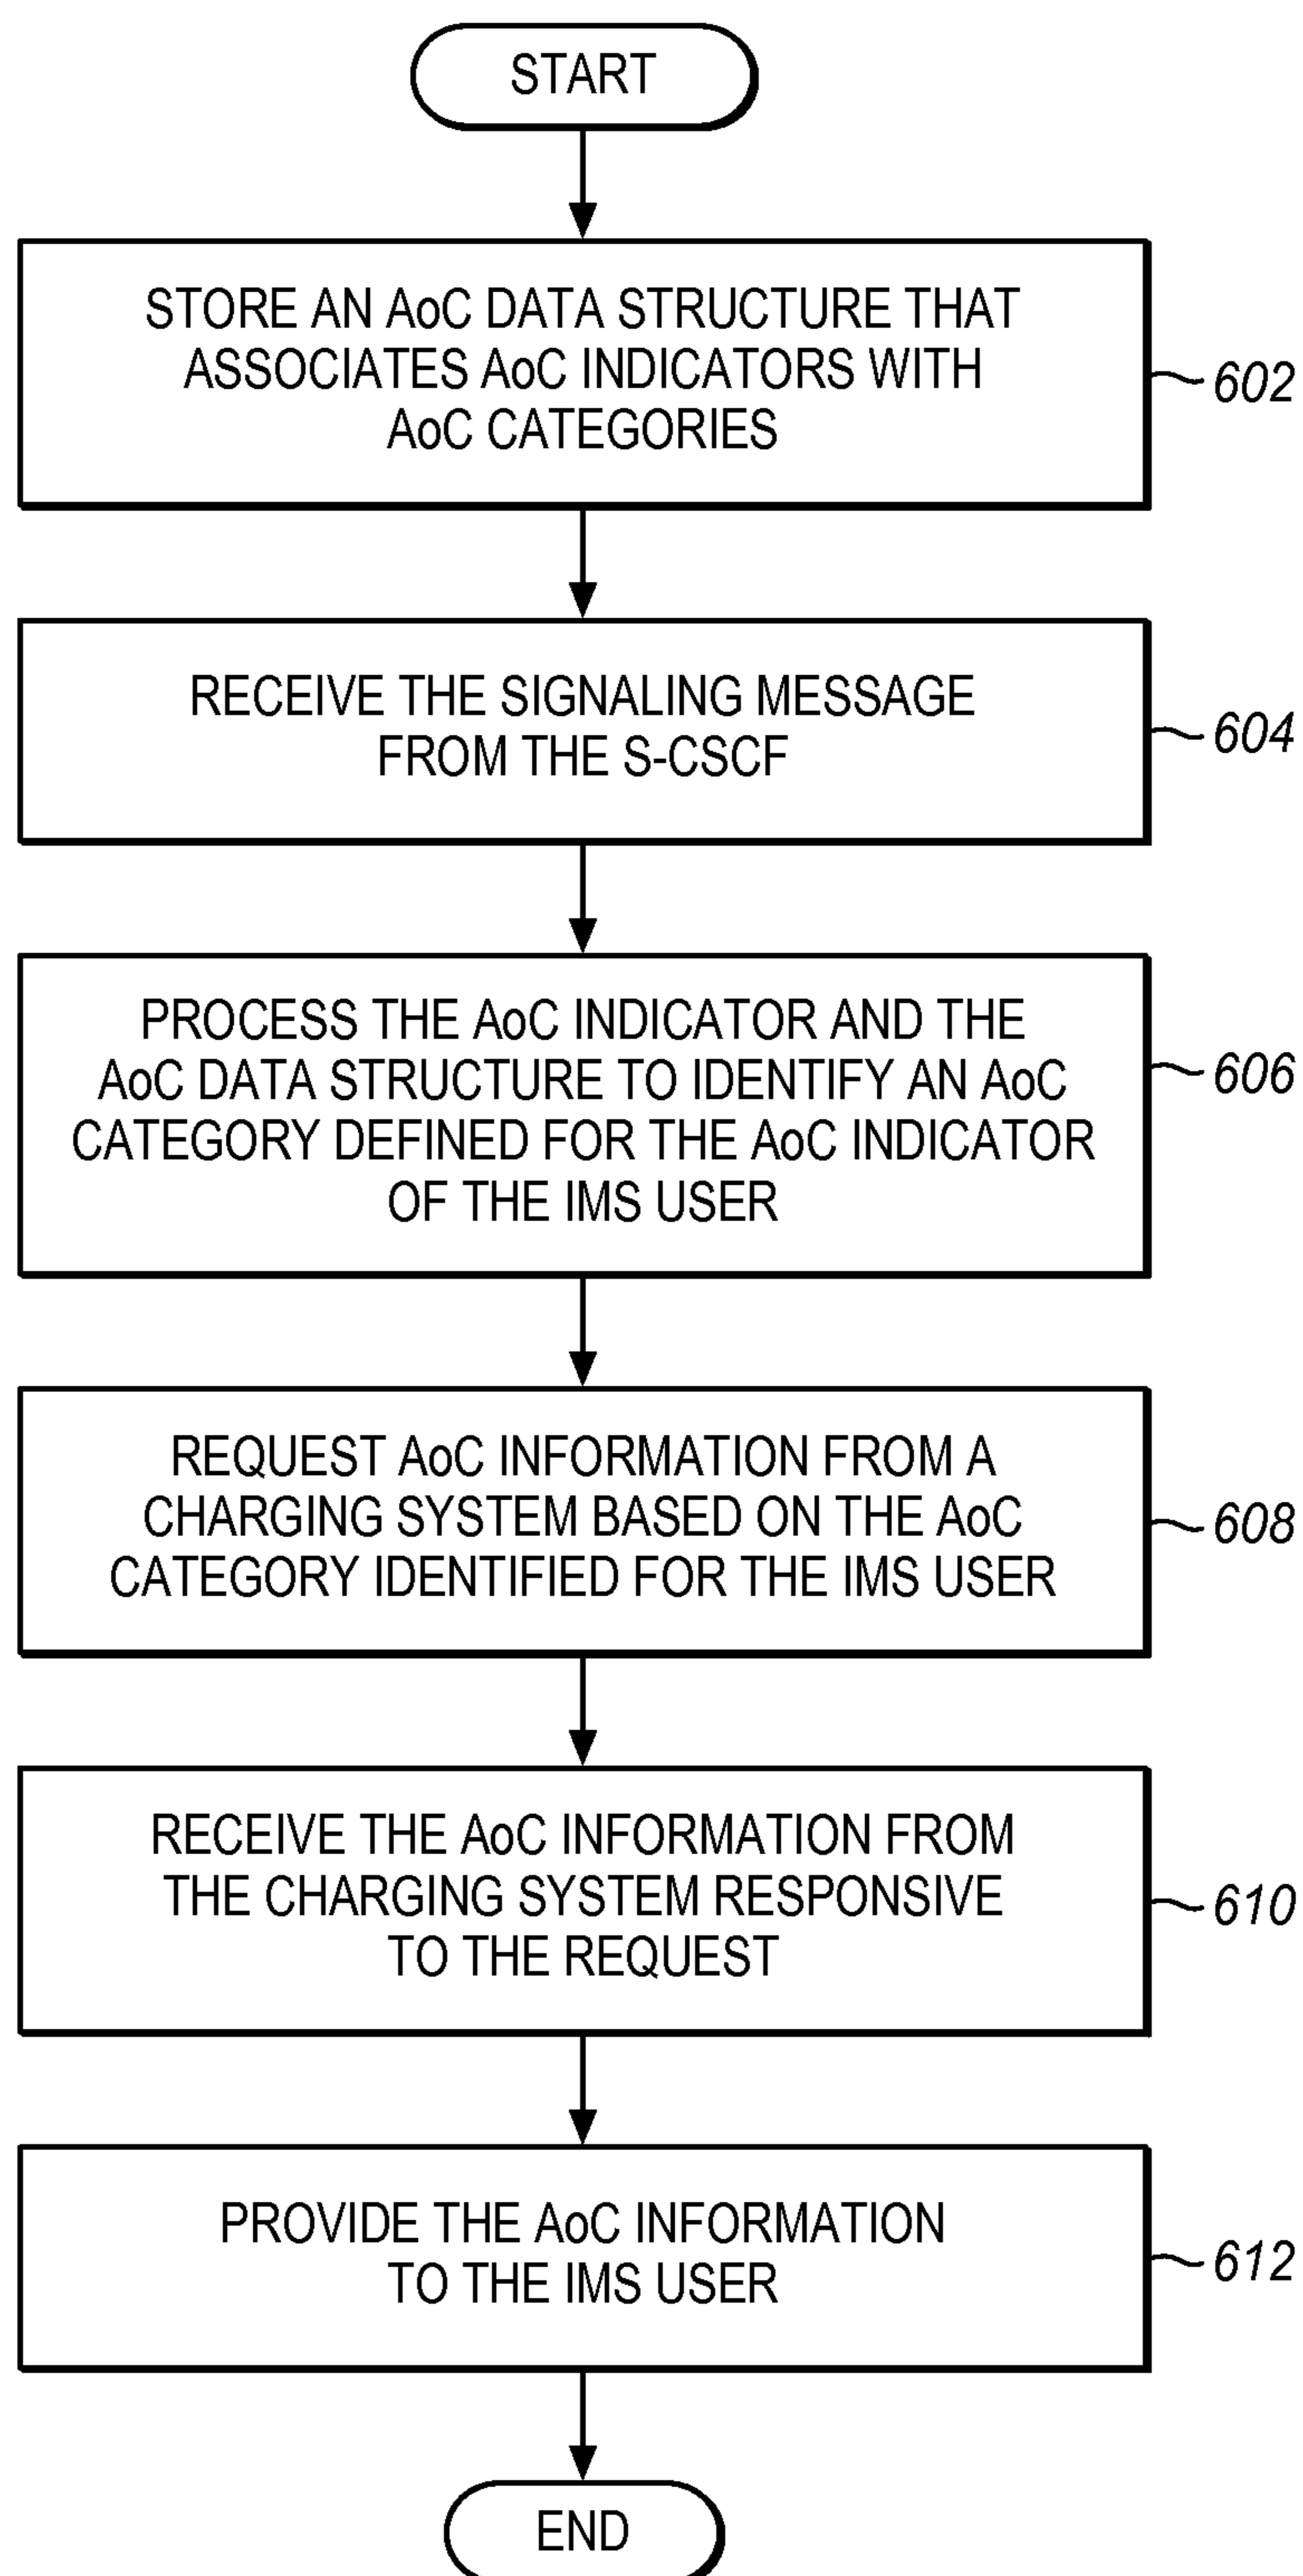 START
STORE AN AoC DATA STRUCTURE THAT
ASSOCIATES AoC INDICATORS WITH
AoC CATEGORIES
602
RECEIVE THE SIGNALING MESSAGE
FROM THE S-CSCF
604
PROCESS THE AoC INDICATOR AND THE
AoC DATA STRUCTURE TO IDENTIFY AN AoC
CATEGORY DEFINED FOR THE AoC INDICATOR
OF THE IMS USER
606
REQUEST AoC INFORMATION FROM A
CHARGING SYSTEM BASED ON THE AoC
CATEGORY IDENTIFIED FOR THE IMS USER
608
RECEIVE THE AoC INFORMATION FROM
THE CHARGING SYSTEM RESPONSIVE
TO THE REQUEST
610
PROVIDE THE AoC INFORMATION
TO THE IMS USER
612
END